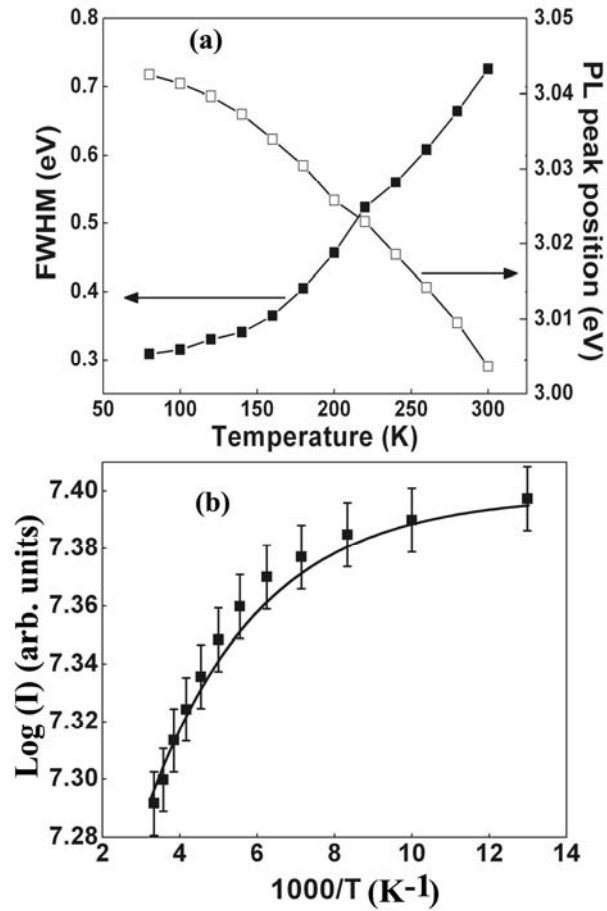 (a)
0.8
0.7
0.6
0.5
0.4
0.3
FWHM (eV)
3.05
3.04
3.03
3.02
3.01
3.00
PL peak position (eV)
50 100 150 200 250 300
Temperature (K)
(b)
7.40
7.38
7.36
7.34
7.32
7.30
7.28
Log (I) (arb. units)
2 4 6 8 10 12 14
1000/T (K-1)